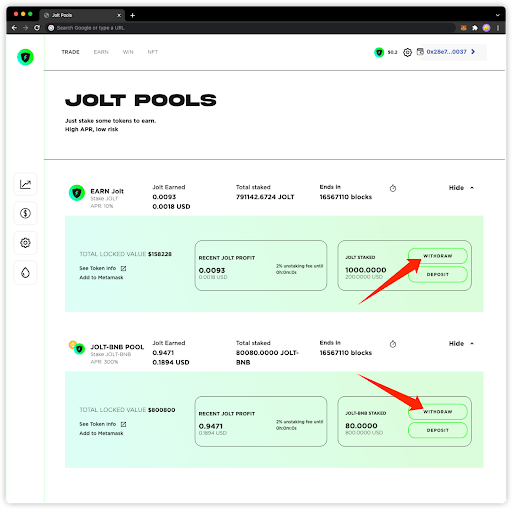 Jolt Pools
Search Google or type a URL
TRADE EARN WIN NFT
$0.2
0x28e7...0037
JOLT POOLS
Just stake some tokens to earn.
High APR, low risk
EARN Jolt
Stake JOLT
APR: 10%
Jolt Earned
0.0093
0.0018 USD
Total staked
791142.6724 JOLT
Ends in
16567110 blocks
Hide
TOTAL LOCKED VALUE $158228
See Token Info
Add to Metamask
RECENT JOLT PROFIT
0.0093
0.0018 USD
2% unstaking fee until
0h:0m:0s
JOLT STAKED
1000.0000
200.0000 USD
WITHDRAW
DEPOSIT
JOLT-BNB POOL
Stake JOLT-BNB
APR: 300%
Jolt Earned
0.9471
0.1894 USD
Total staked
80080.0000 JOLT-
BNB
Ends in
16567110 blocks
Hide
TOTAL LOCKED VALUE $800800
See Token Info
Add to Metamask
RECENT JOLT PROFIT
0.9471
0.1894 USD
2% unstaking fee until
0h:0m:0s
JOLT-BNB STAKED
80.0000
800.0000 USD
WITHDRAW
DEPOSIT